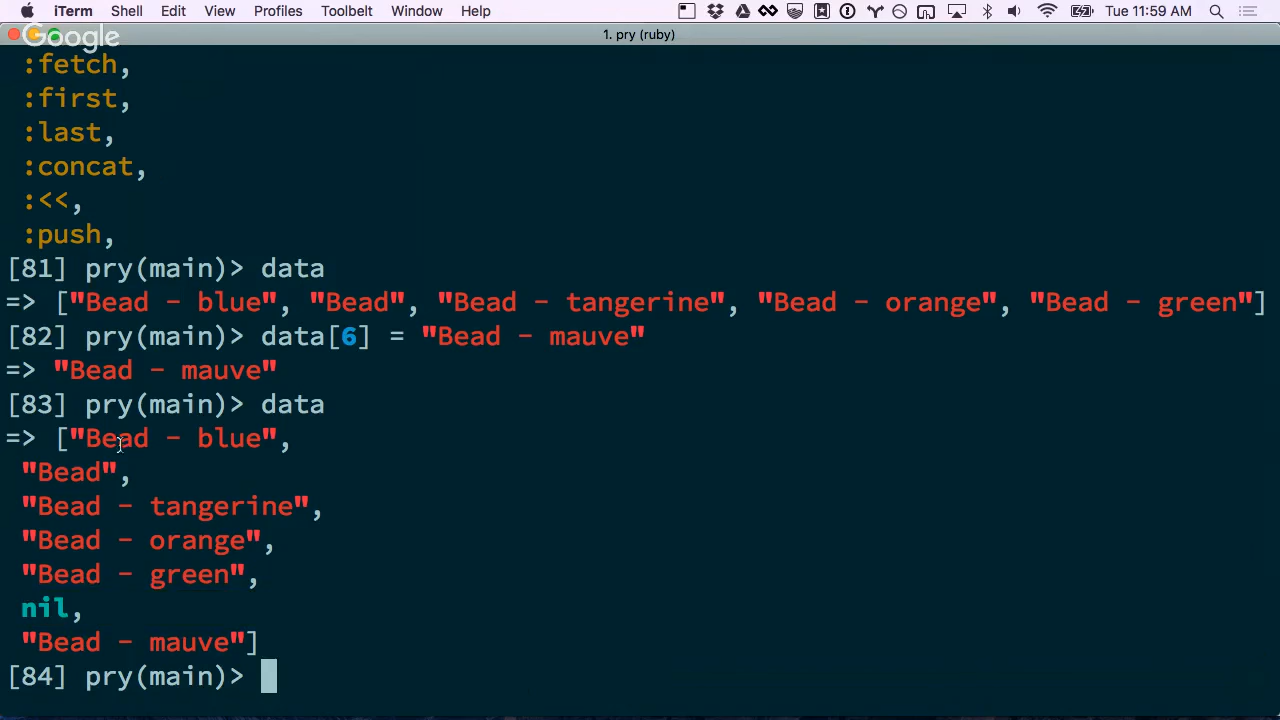 iTerm Shell Edit View Profiles Toolbelt Window Help Tue 11:59 AM
Google
1. pry (ruby)
:fetch,
:first,
:last,
:concat,
:<<,
:push,
[81] pry(main)> data
=> ["Bead - blue", "Bead", "Bead - tangerine", "Bead - orange", "Bead - green"]
[82] pry(main)> data[6] = "Bead - mauve"
=> "Bead - mauve"
[83] pry(main)> data
=> ["Bead - blue",
"Bead",
"Bead - tangerine",
"Bead - orange",
"Bead - green",
nil,
"Bead - mauve"]
[84] pry(main)>